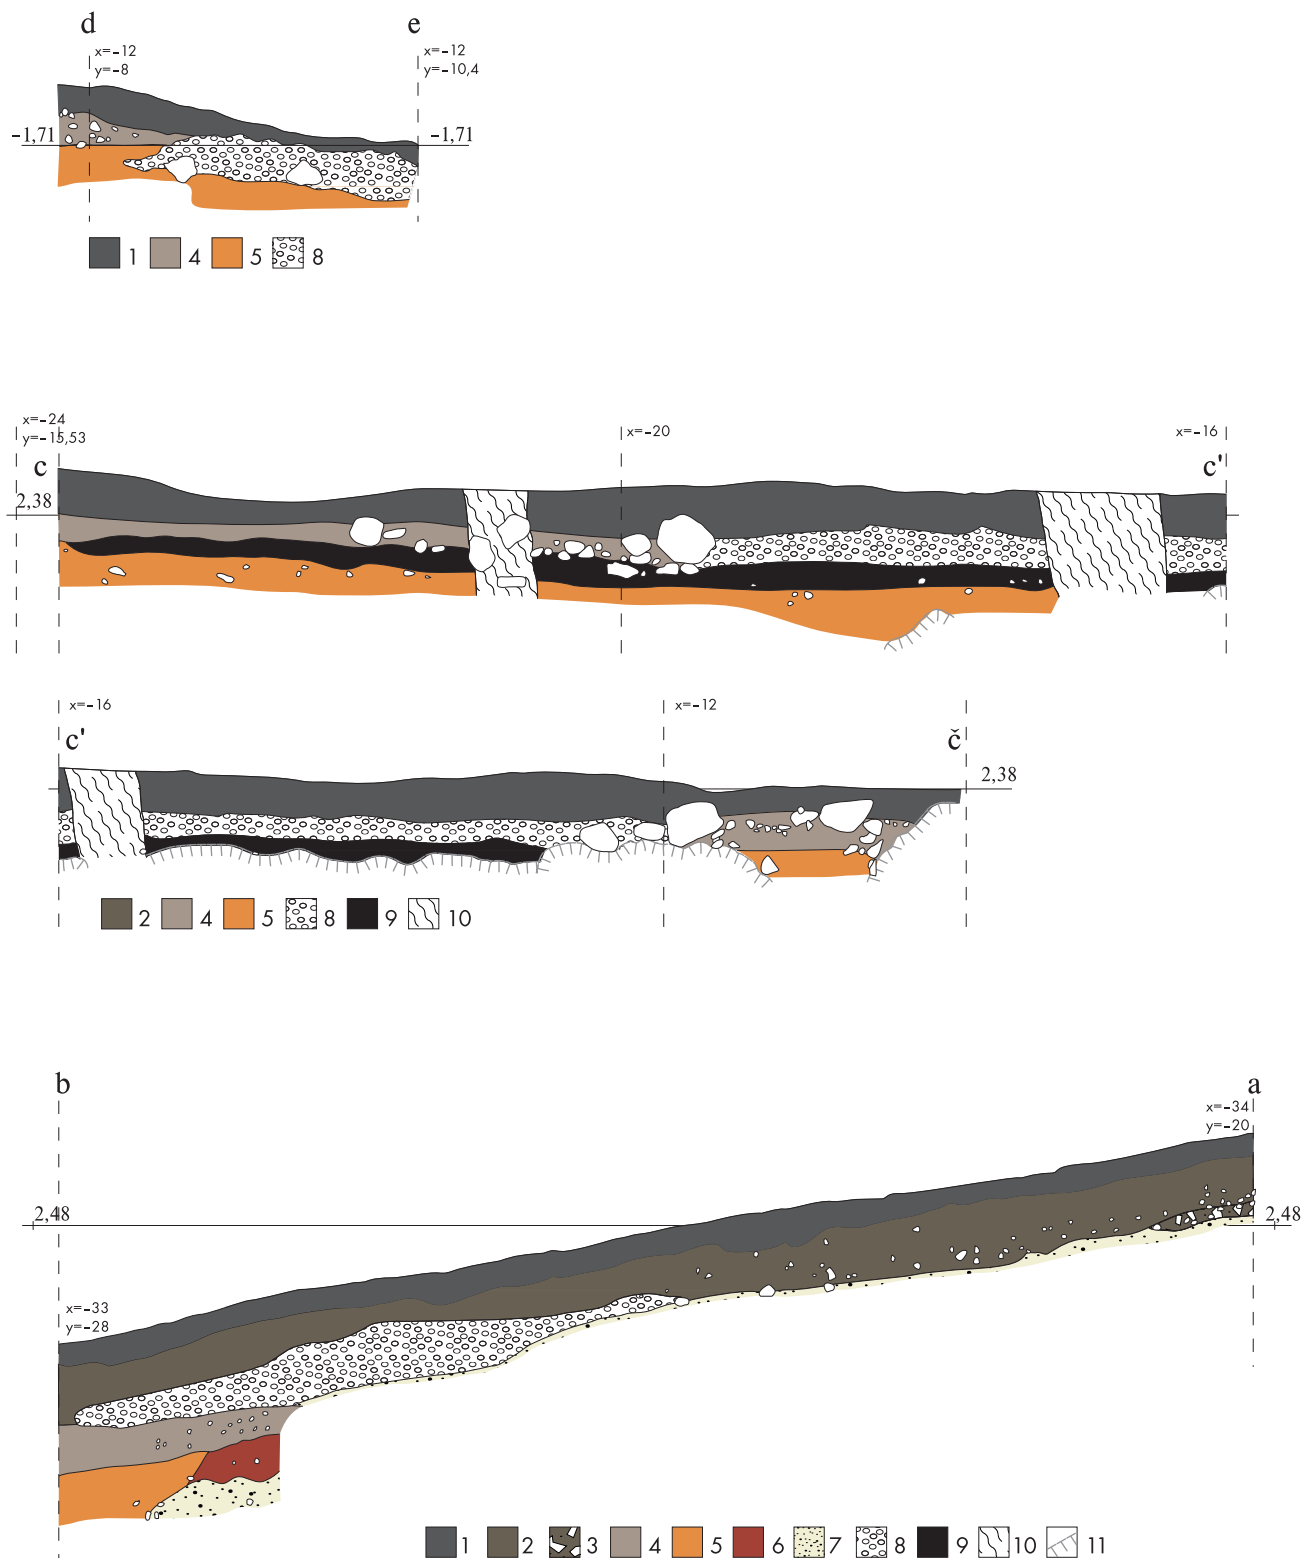 d e
x=-12 x=-12
y=-8 y=-10,4
-1,71 -1,71
1 4 5 8
x=-24 x=-20 x=-16
y=-15,53
c c'
2,38
x=-16 x=-12
c' č
2,38
2 4 5 8 9 10
b a
x=-34
y=-20
2,48 2,48
x=-33
y=-28
1 2 3 4 5 6 7 8 9 10 11